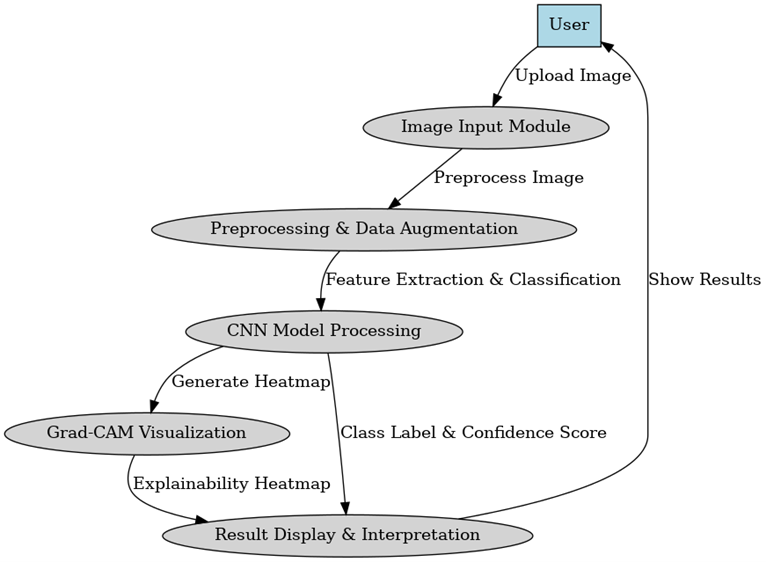 User
Upload Image
Image Input Module
Preprocess Image
Preprocessing & Data Augmentation
Feature Extraction & Classification
Show Results
CNN Model Processing
Generate Heatmap
Grad-CAM Visualization
Class Label & Confidence Score
Explainability Heatmap
Result Display & Interpretation